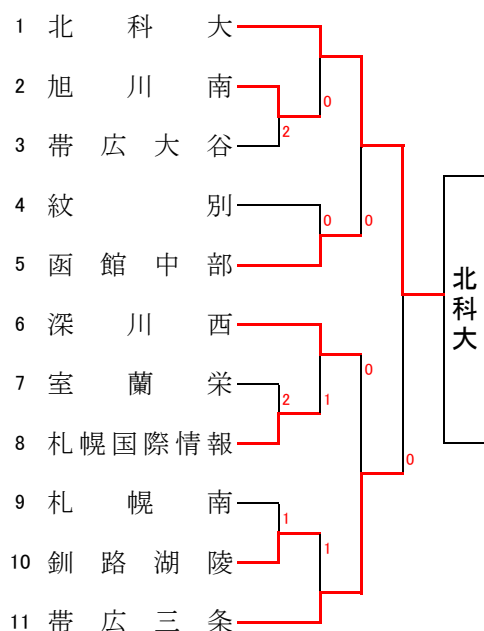 1 北科大
2 旭川南
0
3 帯広大谷
2
4 紋別
0
0
5 函館中部
北科大
6 深川西
0
7 室蘭栄
2
1
8 札幌国際情報
0
9 札幌南
1
1
10 釧路湖陵
11 帯広三条